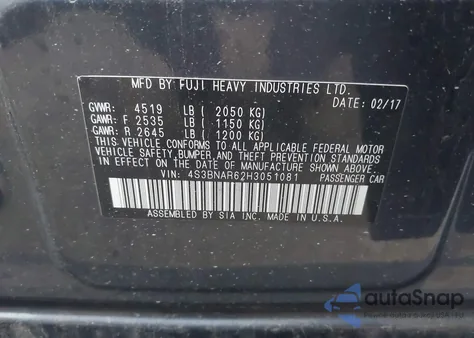 MFD BY FUJI HEAVY INDUSTRIES LTD.
DATE: 02/17
GVWR: 4519 LB ( 2050 KG)
GAWR: F 2535 LB ( 1150 KG)
GAWR: R 2645 LB ( 1200 KG)
THIS VEHICLE CONFORMS TO ALL APPLICABLE FEDERAL MOTOR
VEHICLE SAFETY, BUMPER, AND THEFT PREVENTION STANDARDS
IN EFFECT ON THE DATE OF MANUFACTURE SHOWN ABOVE.
VIN: 4S3BNAR62H3051081
PASSENGER CAR
ASSEMBLED BY SIA INC. MADE IN U.S.A.
autoSnap